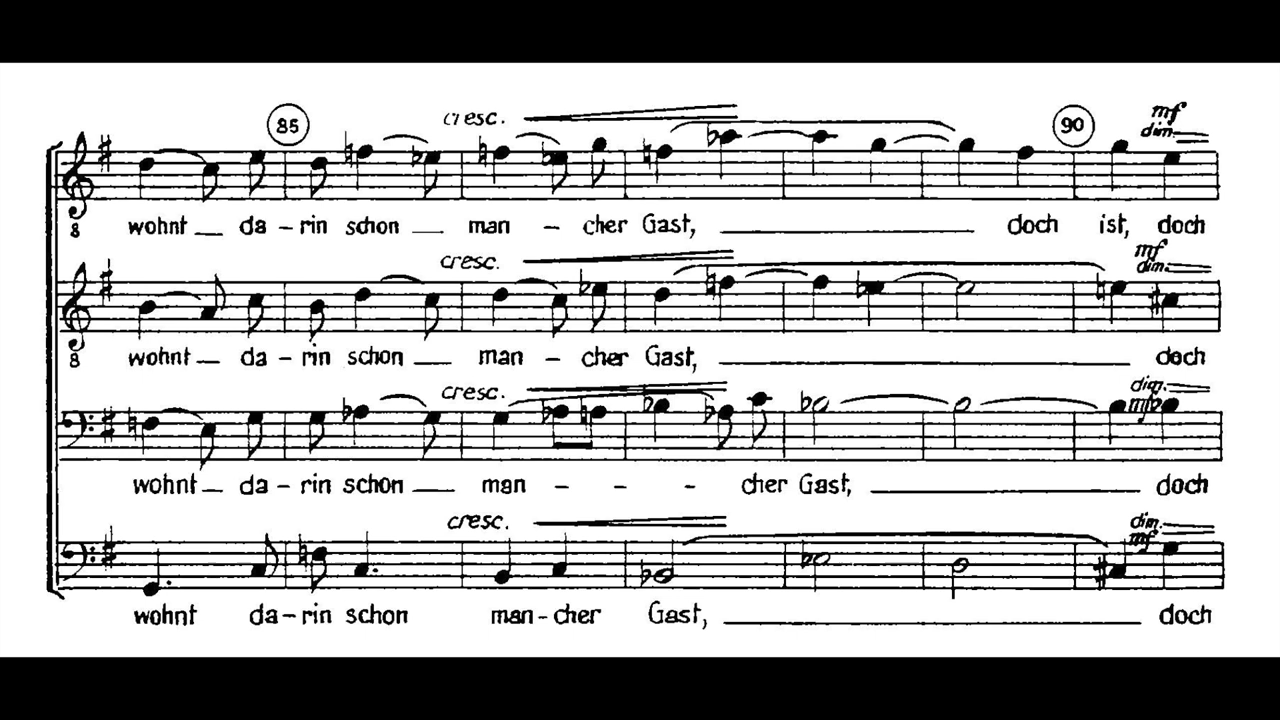 85 cresc. 90 mf
dim.
8
wohnt — da – rin schon — man – cher Gast, doch ist, doch
cresc. mf
dim.
8
wohnt — da – rin schon — man – cher Gast, doch
cresc. dim.
mf
wohnt — da – rin schon — man - - - cher Gast, doch
cresc. dim.
mf
wohnt da – rin schon man – cher Gast, doch